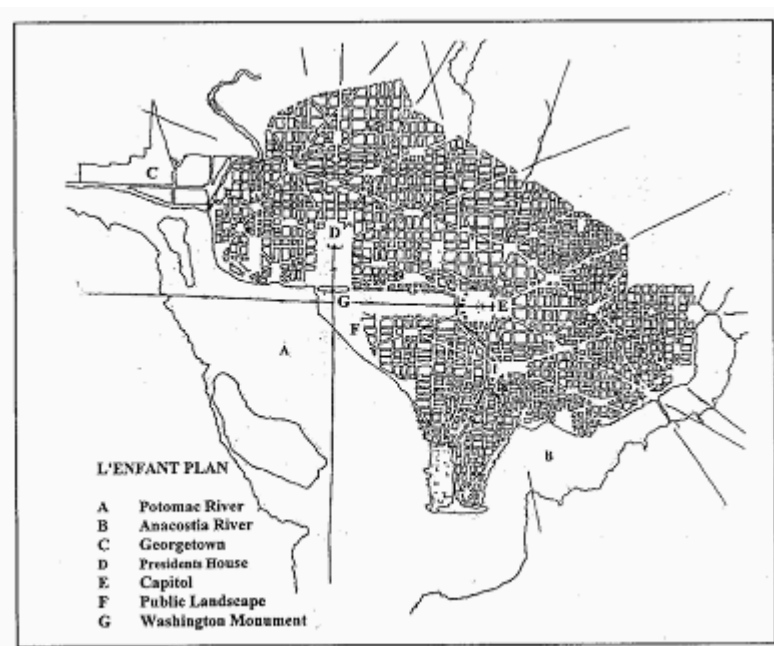 C
D
G
E
F
A
B
L'ENFANT PLAN
A Potomac River
B Anacostia River
C Georgetown
D Presidents House
E Capitol
F Public Landscape
G Washington Monument